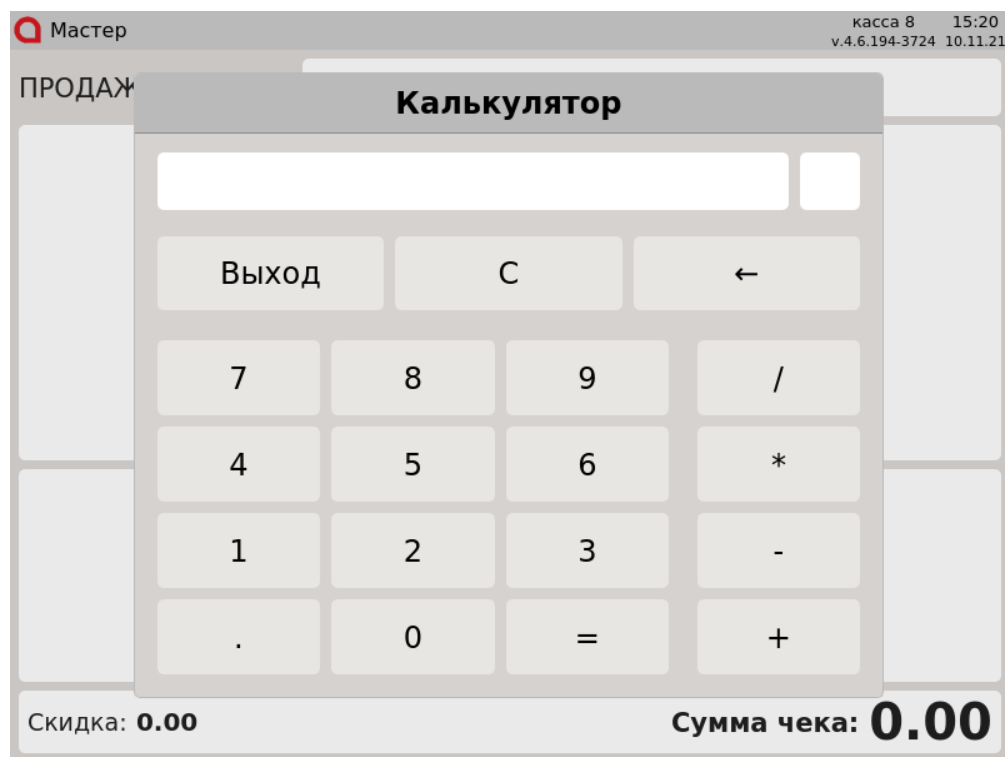 Мастер
касса 8 15:20
v.4.6.194-3724 10.11.21
ПРОДАЖ
Калькулятор
Выход C ←
7 8 9 /
4 5 6 *
1 2 3 -
. 0 = +
Скидка: 0.00 Сумма чека: 0.00